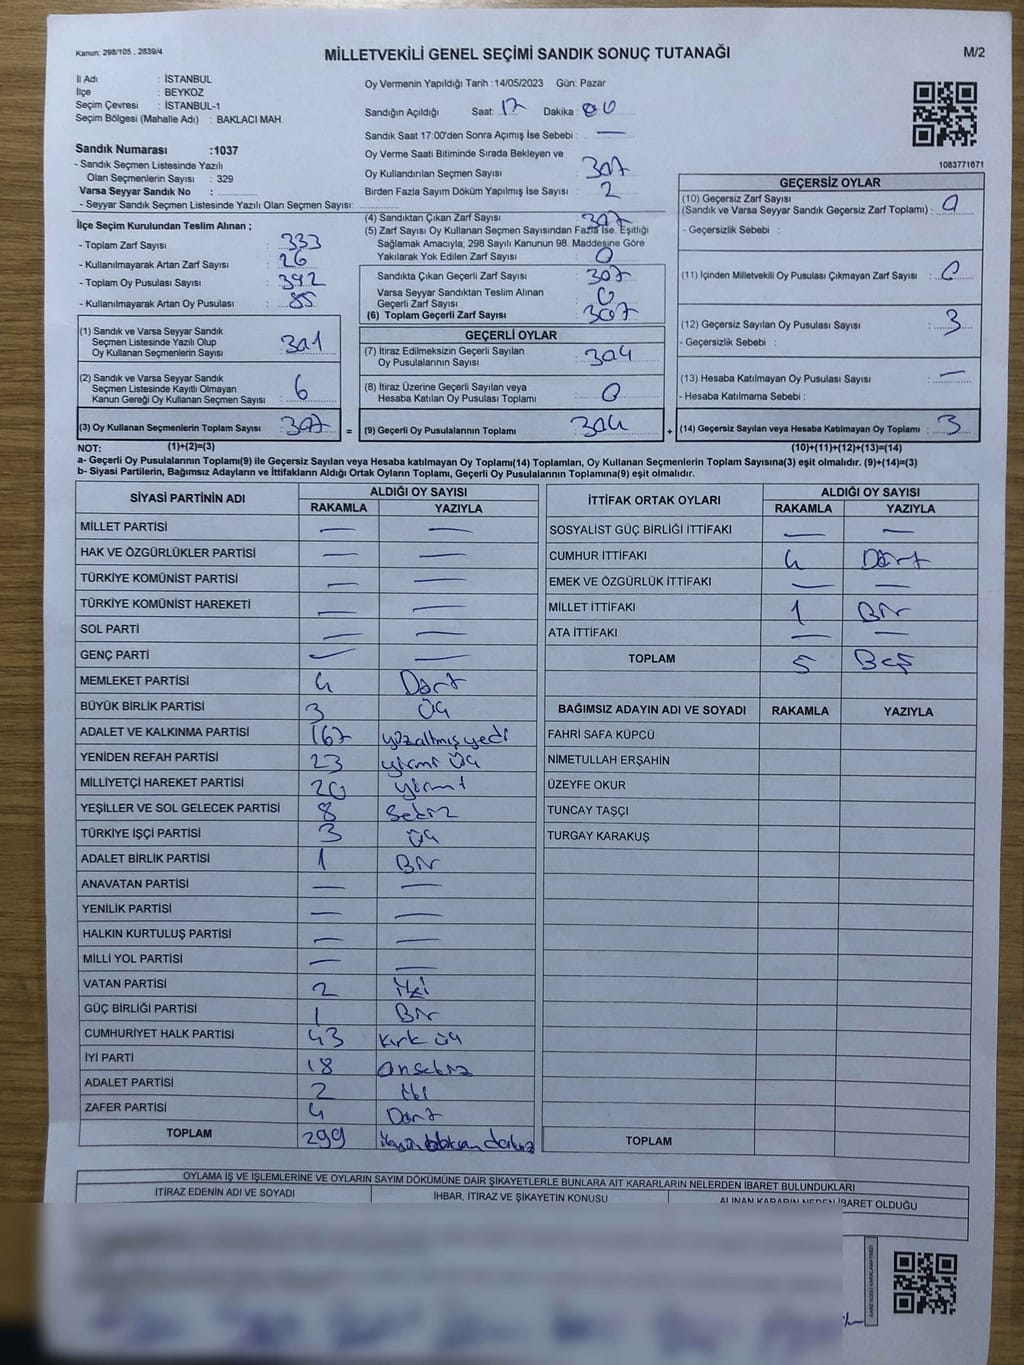 Kanun: 298/105 , 2839/4
MİLLETVEKİLİ GENEL SEÇİMİ SANDIK SONUÇ TUTANAĞI
M/2
İl Adı : İSTANBUL
İlçe : BEYKOZ
Seçim Çevresi : İSTANBUL-1
Seçim Bölgesi (Mahalle Adı) : BAKLACI MAH.
Sandık Numarası :1037
- Sandık Seçmen Listesinde Yazılı
Olan Seçmenlerin Sayısı : 329
Varsa Seyyar Sandık No :
- Seyyar Sandık Seçmen Listesinde Yazılı Olan Seçmen Sayısı:
Oy Vermenin Yapıldığı Tarih :14/05/2023 Gün: Pazar
Sandığın Açıldığı Saat: 17 Dakika : 00
Sandık Saat 17:00'den Sonra Açımış İse Sebebi : —
Oy Verme Saati Bitiminde Sırada Bekleyen ve
Oy Kullandırılan Seçmen Sayısı : 307
Birden Fazla Sayım Döküm Yapılmış İse Sayısı : 2
1083771671
İlçe Seçim Kurulundan Teslim Alınan ;
- Toplam Zarf Sayısı : 333
- Kullanılmayarak Artan Zarf Sayısı : 26
- Toplam Oy Pusulası Sayısı : 392
- Kullanılmayarak Artan Oy Pusulası : 85
(4) Sandıktan Çıkan Zarf Sayısı : 307
(5) Zarf Sayısı Oy Kullanan Seçmen Sayısından Fazla İse, Eşitliği
Sağlamak Amacıyla, 298 Sayılı Kanunun 98. Maddesine Göre
Yakılarak Yok Edilen Zarf Sayısı : 0
Sandıkta Çıkan Geçerli Zarf Sayısı : 307
Varsa Seyyar Sandıktan Teslim Alınan
Geçerli Zarf Sayısı : 0
(6) Toplam Geçerli Zarf Sayısı : 307
GEÇERSİZ OYLAR
(10) Geçersiz Zarf Sayısı
(Sandık ve Varsa Seyyar Sandık Geçersiz Zarf Toplamı) : 0
- Geçersizlik Sebebi :
(11) İçinden Milletvekili Oy Pusulası Çıkmayan Zarf Sayısı : 0
(12) Geçersiz Sayılan Oy Pusulası Sayısı : 3
- Geçersizlik Sebebi :
(13) Hesaba Katılmayan Oy Pusulası Sayısı : —
- Hesaba Katılmama Sebebi :
(14) Geçersiz Sayılan veya Hesaba Katılmayan Oy Toplamı : 3
(1) Sandık ve Varsa Seyyar Sandık
Seçmen Listesinde Yazılı Olup
Oy Kullanan Seçmenlerin Sayısı : 301
(2) Sandık ve Varsa Seyyar Sandık
Seçmen Listesinde Kayıtlı Olmayan
Kanun Gereği Oy Kullanan Seçmen Sayısı : 6
(3) Oy Kullanan Seçmenlerin Toplam Sayısı : 307 =
GEÇERLİ OYLAR
(7) İtiraz Edilmeksizin Geçerli Sayılan
Oy Pusulalarının Sayısı : 304
(8) İtiraz Üzerine Geçerli Sayılan veya
Hesaba Katılan Oy Pusulası Toplamı : 0
(9) Geçerli Oy Pusulalarının Toplamı : 304 +
NOT: (1)+(2)=(3) (10)+(11)+(12)+(13)=(14)
a- Geçerli Oy Pusulalarının Toplamı(9) ile Geçersiz Sayılan veya Hesaba katılmayan Oy Toplamı(14) Toplamları, Oy Kullanan Seçmenlerin Toplam Sayısına(3) eşit olmalıdır. (9)+(14)=(3)
b- Siyasi Partilerin, Bağımsız Adayların ve İttifakların Aldığı Ortak Oyların Toplamı, Geçerli Oy Pusulalarının Toplamına(9) eşit olmalıdır.
SİYASİ PARTİNİN ADI ALDIĞI OY SAYISI
RAKAMLA YAZIYLA
MİLLET PARTİSİ — —
HAK VE ÖZGÜRLÜKLER PARTİSİ — —
TÜRKİYE KOMÜNİST PARTİSİ — —
TÜRKİYE KOMÜNİST HAREKETİ — —
SOL PARTİ — —
GENÇ PARTİ — —
MEMLEKET PARTİSİ 4 Dört
BÜYÜK BİRLİK PARTİSİ 3 Üç
ADALET VE KALKINMA PARTİSİ 167 yüzaltmışyedi
YENİDEN REFAH PARTİSİ 23 yirmi üç
MİLLİYETÇİ HAREKET PARTİSİ 20 yirmi
YEŞİLLER VE SOL GELECEK PARTİSİ 8 Sekiz
TÜRKİYE İŞÇİ PARTİSİ 3 üç
ADALET BİRLİK PARTİSİ 1 Bir
ANAVATAN PARTİSİ — —
YENİLİK PARTİSİ — —
HALKIN KURTULUŞ PARTİSİ — —
MİLLİ YOL PARTİSİ — —
VATAN PARTİSİ 2 İki
GÜÇ BİRLİĞİ PARTİSİ 1 Bir
CUMHURİYET HALK PARTİSİ 43 kırk üç
İYİ PARTİ 18 onsekiz
ADALET PARTİSİ 2 iki
ZAFER PARTİSİ 4 Dört
TOPLAM 299
İTTİFAK ORTAK OYLARI ALDIĞI OY SAYISI
RAKAMLA YAZIYLA
SOSYALİST GÜÇ BİRLİĞİ İTTİFAKI — —
CUMHUR İTTİFAKI 4 Dört
EMEK VE ÖZGÜRLÜK İTTİFAKI — —
MİLLET İTTİFAKI 1 Bir
ATA İTTİFAKI — —
TOPLAM 5 Beş
BAĞIMSIZ ADAYIN ADI VE SOYADI RAKAMLA YAZIYLA
FAHRİ SAFA KÜPCÜ
NİMETULLAH ERŞAHİN
ÜZEYFE OKUR
TUNCAY TAŞÇI
TURGAY KARAKUŞ
TOPLAM
OYLAMA İŞ VE İŞLEMLERİNE VE OYLARIN SAYIM DÖKÜMÜNE DAİR ŞİKAYETLERLE BUNLARA AİT KARARLARIN NELERDEN İBARET BULUNDUKLARI
İTİRAZ EDENİN ADI VE SOYADI İHBAR, İTİRAZ VE ŞİKAYETİN KONUSU ALINAN KARARIN NEDEN İBARET OLDUĞU